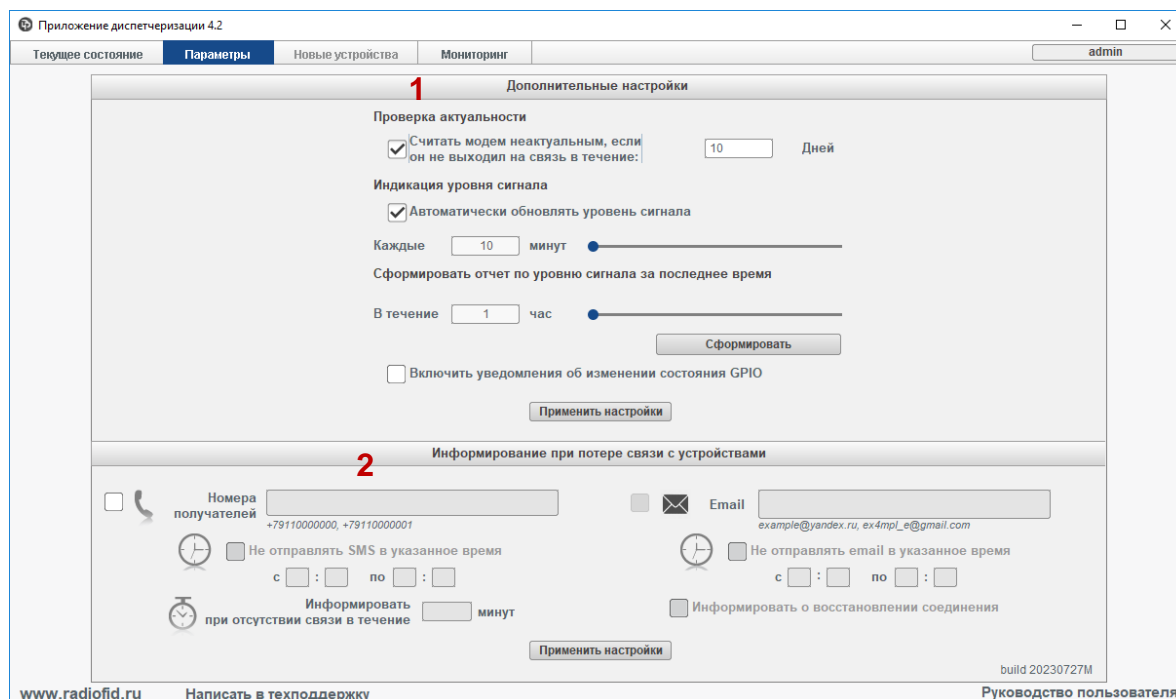 Приложение диспетчеризации 4.2
Текущее состояние Параметры Новые устройства Мониторинг admin
1 Дополнительные настройки
Проверка актуальности
Считать модем неактуальным, если
он не выходил на связь в течение: 10 Дней
Индикация уровня сигнала
Автоматически обновлять уровень сигнала
Каждые 10 минут
Сформировать отчет по уровню сигнала за последнее время
В течение 1 час
Сформировать
Включить уведомления об изменении состояния GPIO
Применить настройки
2 Информирование при потере связи с устройствами
Номера
получателей
+79110000000, +79110000001
Email
example@yandex.ru, ex4mpl_e@gmail.com
Не отправлять SMS в указанное время
с : по :
Не отправлять email в указанное время
с : по :
Информировать
при отсутствии связи в течение минут
Информировать о восстановлении соединения
Применить настройки
build 20230727M
www.radiofid.ru Написать в техподдержку Руководство пользователя